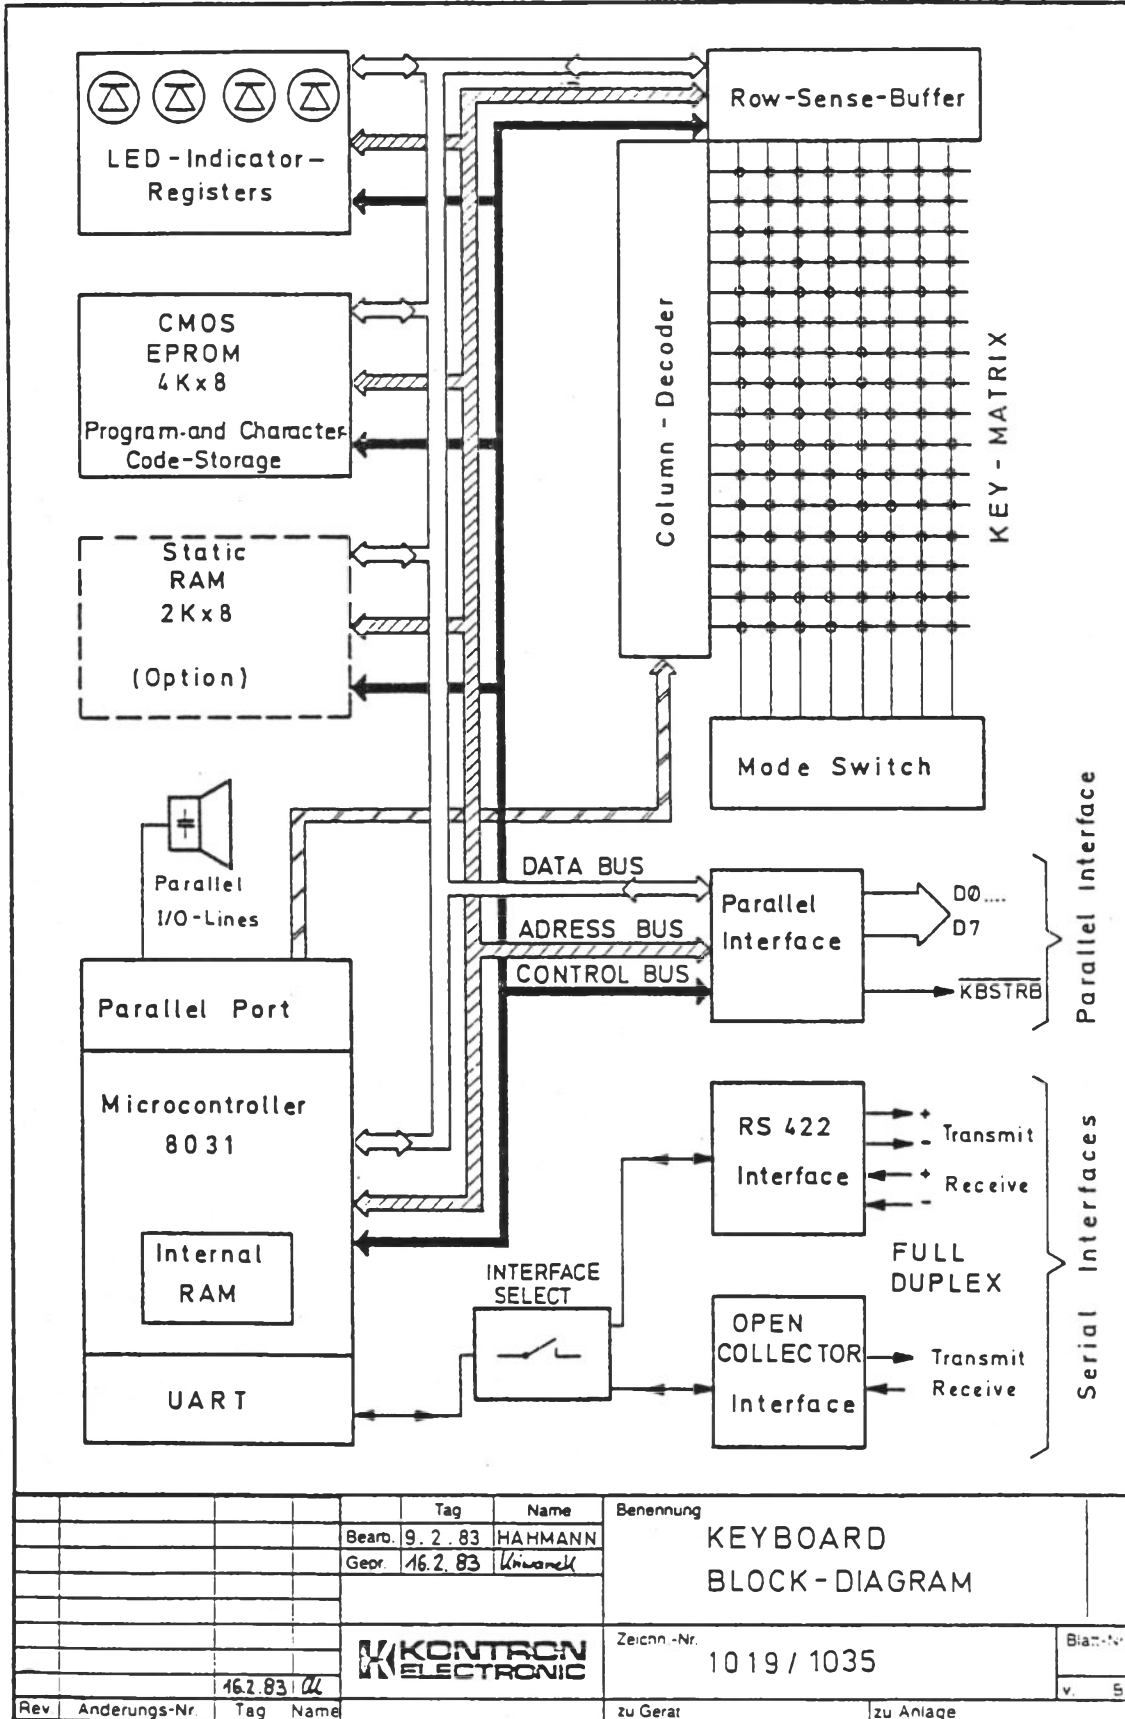 LED-Indicator-
Registers
Row-Sense-Buffer
CMOS
EPROM
4Kx8
Program-and Character-
Code-Storage
Column-Decoder
KEY-MATRIX
Static
RAM
2Kx8
(Option)
Mode Switch
Parallel
I/O-Lines
DATA BUS
ADRESS BUS
CONTROL BUS
Parallel
Interface
D0....
D7
KBSTRB
Parallel Interface
Parallel Port
Microcontroller
8031
Internal
RAM
UART
INTERFACE
SELECT
RS 422
Interface
+
-
Transmit
+
-
Receive
FULL
DUPLEX
OPEN
COLLECTOR
Interface
Transmit
Receive
Serial Interfaces
Tag Name
Bearb. 9.2.83 HAHMANN
Gepr. 16.2.83
Benennung
KEYBOARD
BLOCK-DIAGRAM
KONTRON
ELECTRONIC
Zeichn.-Nr.
1019/1035
Blatt-Nr
v. 5
16.2.83
Rev. Änderungs-Nr. Tag Name
zu Gerät
zu Anlage